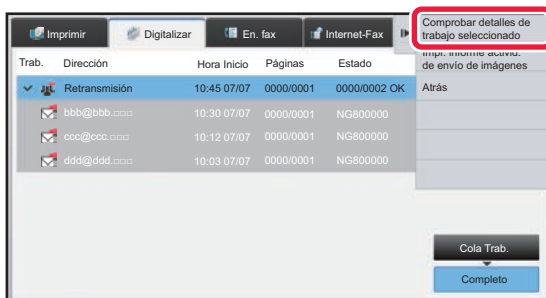 Imprimir
Digitalizar
En. fax
Internet-Fax
Comprobar detalles de
trabajo seleccionado
Impr. informe activid.
de envío de imágenes
Atrás
Trab. Dirección Hora Inicio Páginas Estado
Retransmisión 10:45 07/07 0000/0001 0000/0002 OK
bbb@bbb.□□□ 10:30 07/07 0000/0001 NG800000
ccc@ccc.□□□ 10:12 07/07 0000/0001 NG800000
ddd@ddd.□□□ 10:03 07/07 0000/0001 NG800000
Cola Trab.
Completo